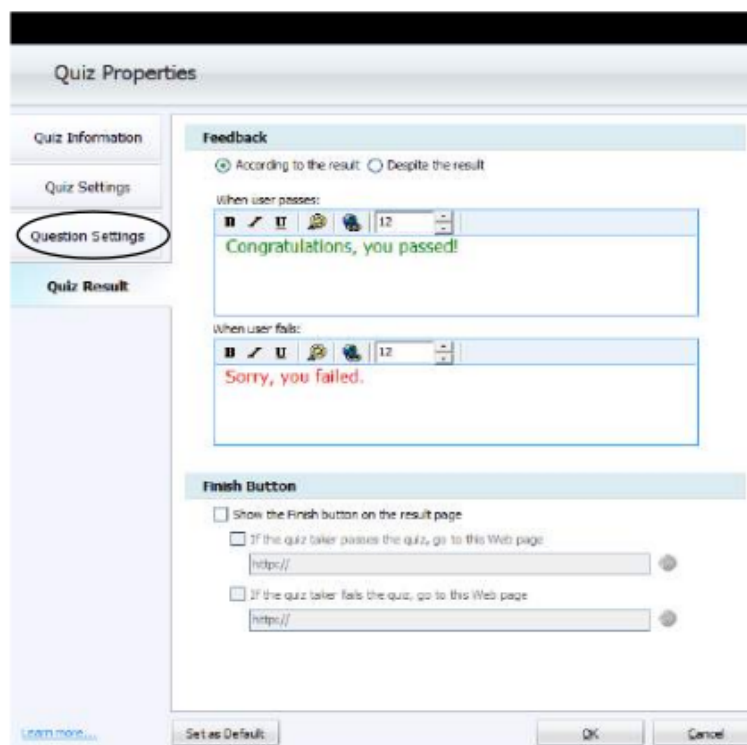 Quiz Properties
Quiz Information
Quiz Settings
Question Settings
Quiz Result
Feedback
According to the result Despite the result
When user passes:
B I U 12
Congratulations, you passed!
When user fails:
B I U 12
Sorry, you failed.
Finish Button
Show the Finish button on the result page
If the quiz taker passes the quiz, go to this Web page
http://
If the quiz taker fails the quiz, go to this Web page
http://
Learn more...
Set as Default
OK
Cancel